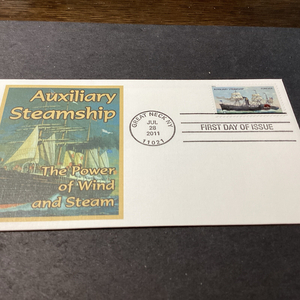 Auxiliary
Steamship
The Power
of Wind
and Steam
GREAT NECK NY
JUL
28
2011
11021
FIRST DAY OF ISSUE